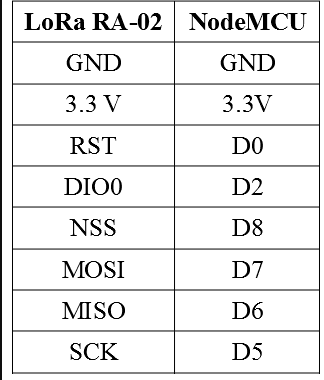 LoRa RA-02 NodeMCU
GND GND
3.3 V 3.3V
RST D0
DIO0 D2
NSS D8
MOSI D7
MISO D6
SCK D5